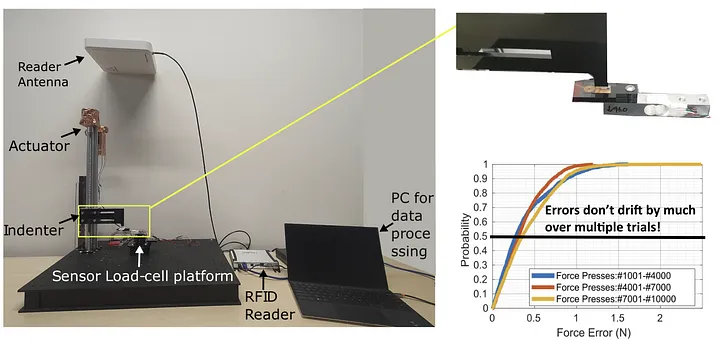 Reader
Antenna
Actuator
Indenter
Sensor Load-cell platform
RFID
Reader
PC for
data
proce
ssing
1
0.9
0.8
0.7
0.6
0.5
0.4
0.3
0.2
0.1
0
Probability
Errors don't drift by much
over multiple trials!
Force Presses:#1001-#4000
Force Presses:#4001-#7000
Force Presses:#7001-#10000
0
0.5
1
1.5
2
Force Error (N)